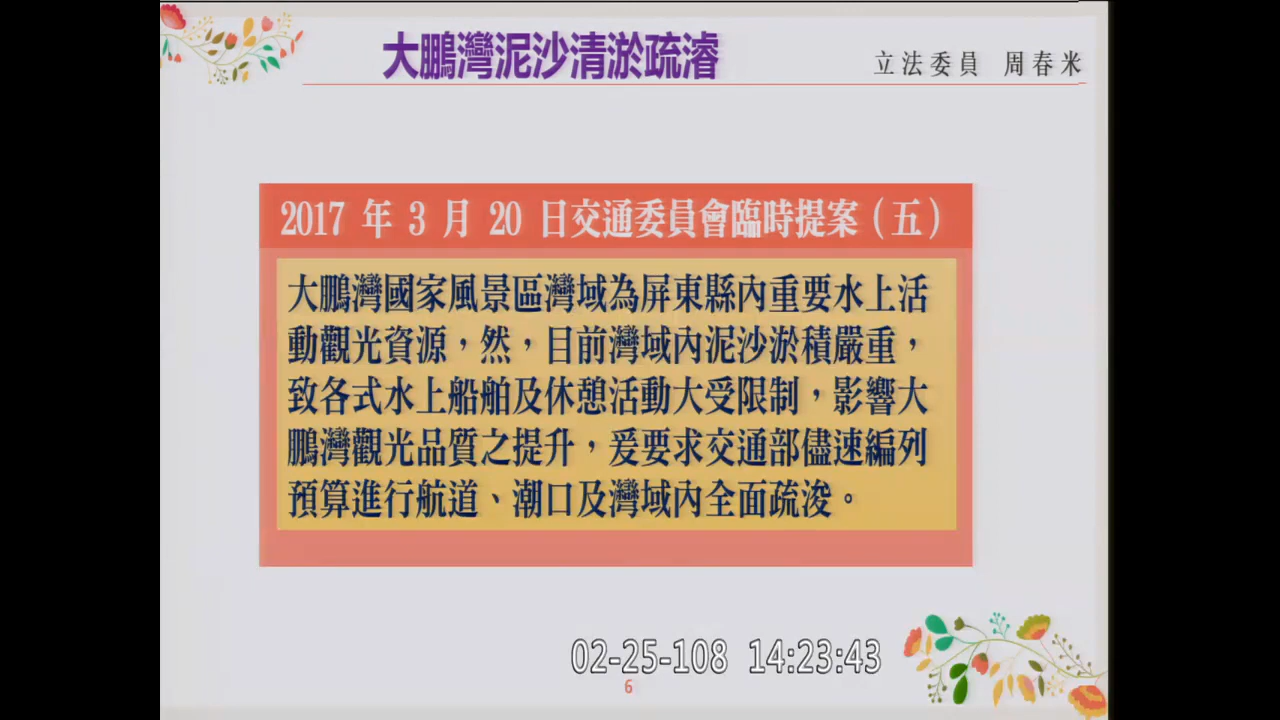 大鵬灣泥沙清淤疏濬
立法委員 周春米
2017 年 3 月 20 日交通委員會臨時提案（五）
大鵬灣國家風景區灣域為屏東縣內重要水上活
動觀光資源，然，目前灣域內泥沙淤積嚴重，
致各式水上船舶及休憩活動大受限制，影響大
鵬灣觀光品質之提升，爰要求交通部儘速編列
預算進行航道、潮口及灣域內全面疏浚。
02-25-108 14:23:43
6